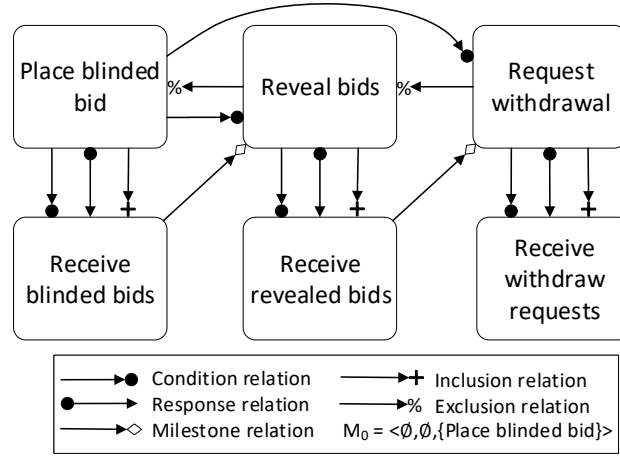 Place blinded
bid
%
Reveal bids
%
Request
withdrawal
Receive
blinded bids
Receive
revealed bids
Receive
withdraw
requests
Condition relation
Inclusion relation
Response relation
% Exclusion relation
Milestone relation
M₀ = <Ø,Ø,{Place blinded bid}>